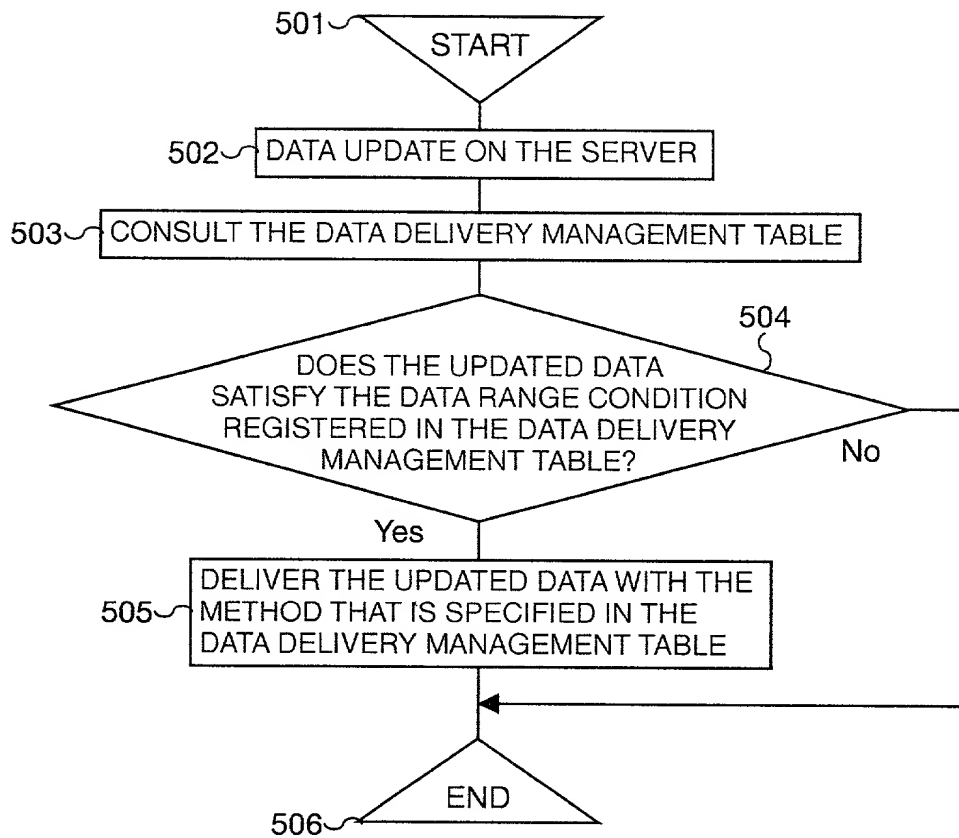 501
START
502
DATA UPDATE ON THE SERVER
503
CONSULT THE DATA DELIVERY MANAGEMENT TABLE
504
DOES THE UPDATED DATA
SATISFY THE DATA RANGE CONDITION
REGISTERED IN THE DATA DELIVERY
MANAGEMENT TABLE?
No
Yes
505
DELIVER THE UPDATED DATA WITH THE
METHOD THAT IS SPECIFIED IN THE
DATA DELIVERY MANAGEMENT TABLE
END
506